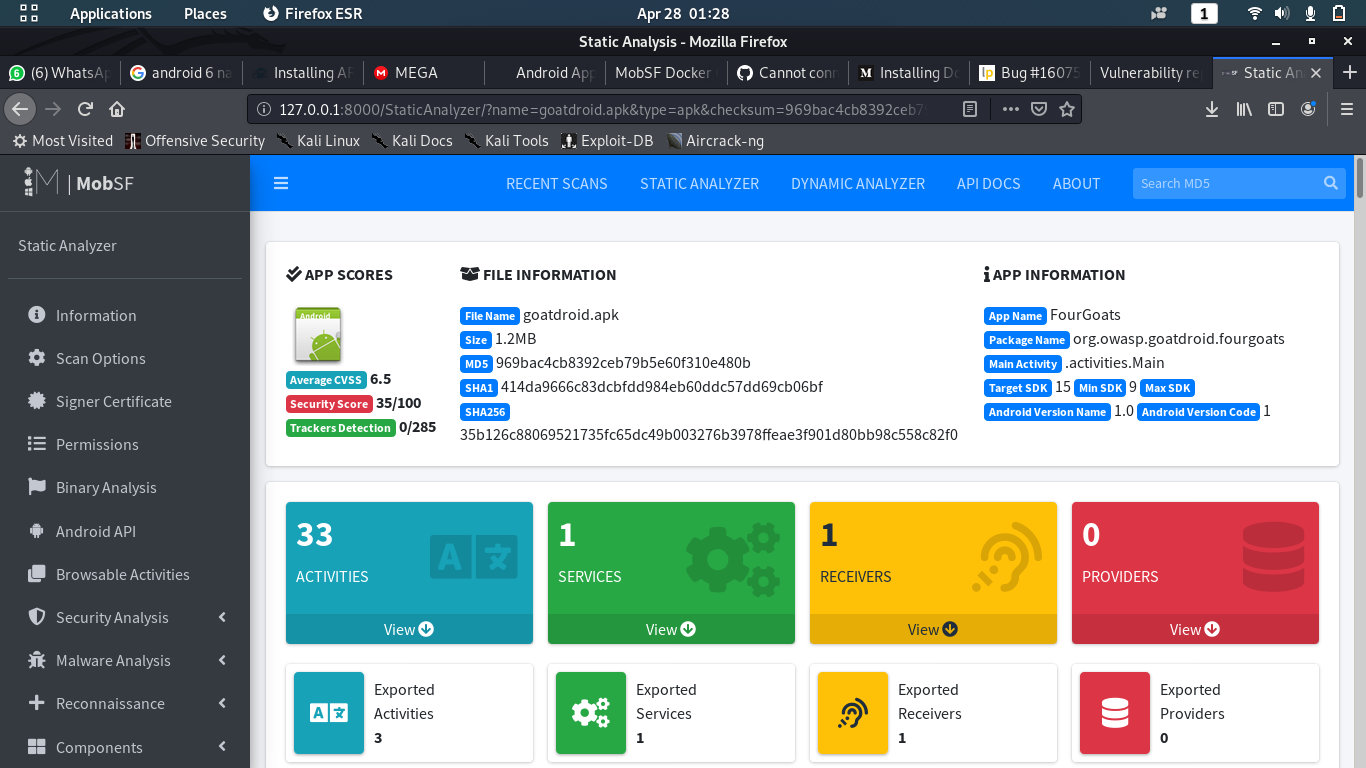 Applications Places Firefox ESR Apr 28 01:28 1
Static Analysis - Mozilla Firefox
(6) WhatsAp android 6 na Installing AF MEGA Android App MobSF Docker Cannot conn Installing Do Bug #16075 Vulnerability re Static An
127.0.0.1:8000/StaticAnalyzer/?name=goatdroid.apk&type=apk&checksum=969bac4cb8392ceb79
Most Visited Offensive Security Kali Linux Kali Docs Kali Tools Exploit-DB Aircrack-ng
M | MobSF
RECENT SCANS STATIC ANALYZER DYNAMIC ANALYZER API DOCS ABOUT Search MD5
Static Analyzer
Information
Scan Options
Signer Certificate
Permissions
Binary Analysis
Android API
Browsable Activities
Security Analysis
Malware Analysis
Reconnaissance
Components
APP SCORES
Android
Average CVSS 6.5
Security Score 35/100
Trackers Detection 0/285
FILE INFORMATION
File Name goatdroid.apk
Size 1.2MB
MD5 969bac4cb8392ceb79b5e60f310e480b
SHA1 414da9666c83dcbfdd984eb60ddc57dd69cb06bf
SHA256
35b126c88069521735fc65dc49b003276b3978ffeae3f901d80bb98c558c82f0
APP INFORMATION
App Name FourGoats
Package Name org.owasp.goatdroid.fourgoats
Main Activity .activities.Main
Target SDK 15 Min SDK 9 Max SDK
Android Version Name 1.0 Android Version Code 1
33
ACTIVITIES
View
1
SERVICES
View
1
RECEIVERS
View
0
PROVIDERS
View
Exported
Activities
3
Exported
Services
1
Exported
Receivers
1
Exported
Providers
0